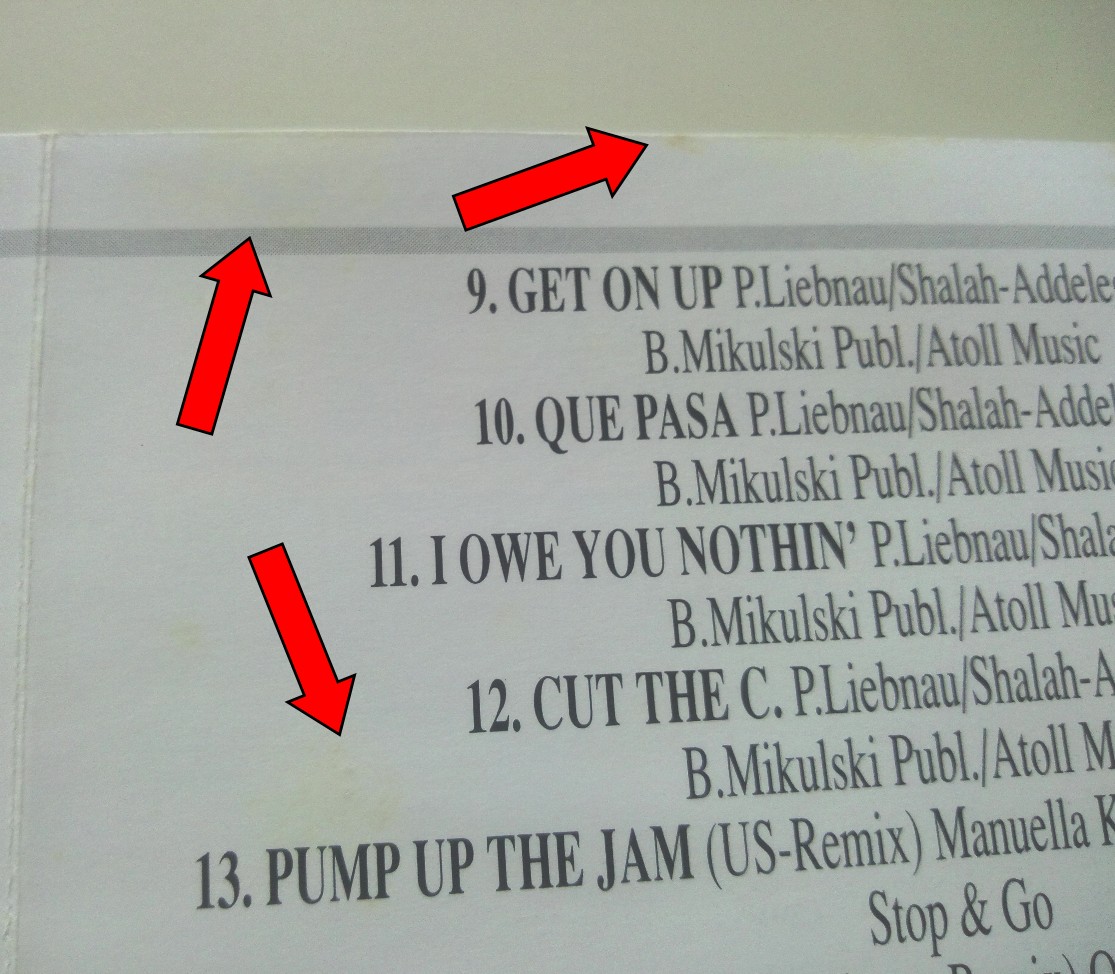 9. GET ON UP P.Liebnau/Shalah-Addele
B.Mikulski Publ./Atoll Music
10. QUE PASA P.Liebnau/Shalah-Addel
B.Mikulski Publ./Atoll Music
11. I OWE YOU NOTHIN’ P.Liebnau/Shala
B.Mikulski Publ./Atoll Mus
12. CUT THE C. P.Liebnau/Shalah-A
B.Mikulski Publ./Atoll M
13. PUMP UP THE JAM (US-Remix) Manuella K
Stop & Go